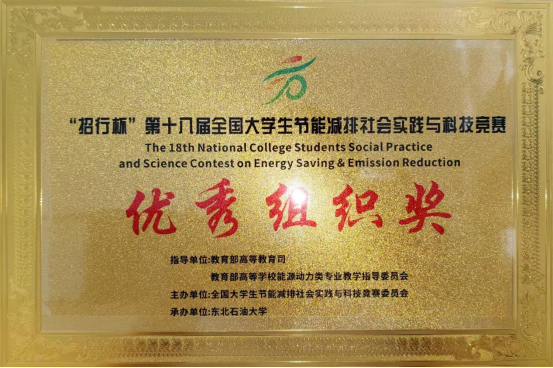 “招行杯”第十八届全国大学生节能减排社会实践与科技竞赛
The 18th National College Students Social Practice
and Science Contest on Energy Saving & Emission Reduction
优秀组织奖
指导单位:教育部高等教育司
教育部高等学校能源动力类专业教学指导委员会
主办单位:全国大学生节能减排社会实践与科技竞赛委员会
承办单位:东北石油大学